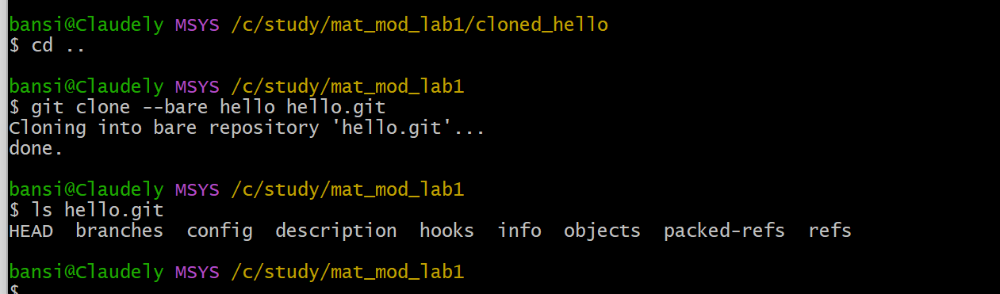 bansi@Claudely MSYS /c/study/mat_mod_lab1/cloned_hello
$ cd ..
bansi@Claudely MSYS /c/study/mat_mod_lab1
$ git clone --bare hello hello.git
Cloning into bare repository 'hello.git'...
done.
bansi@Claudely MSYS /c/study/mat_mod_lab1
$ ls hello.git
HEAD  branches  config  description  hooks  info  objects  packed-refs  refs
bansi@Claudely MSYS /c/study/mat_mod_lab1
$